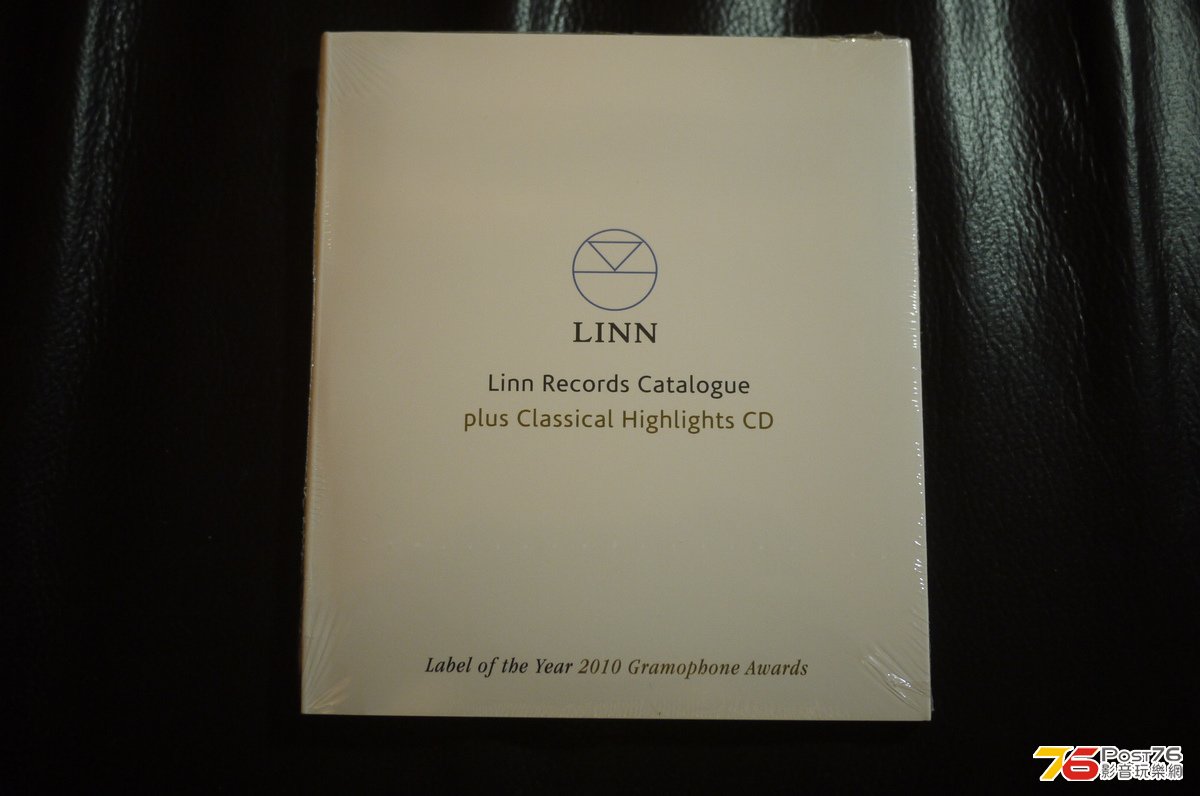 LINN
Linn Records Catalogue
plus Classical Highlights CD
Label of the Year 2010 Gramophone Awards
76 Post76
影音玩樂網